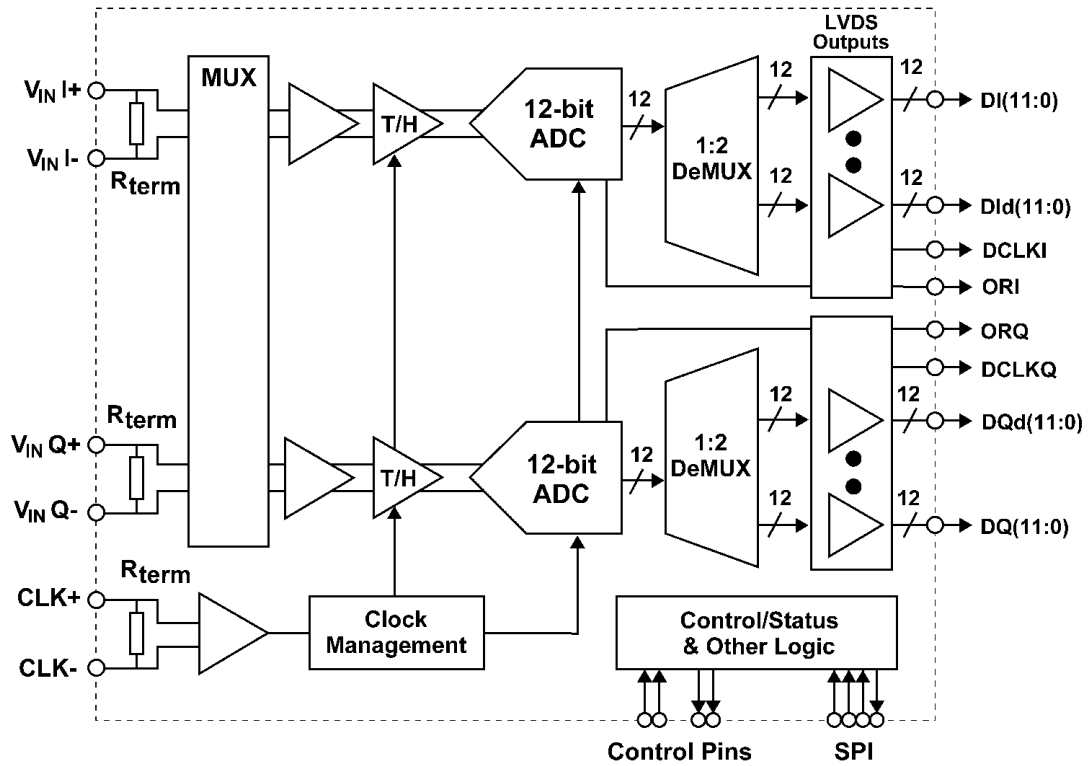 LVDS
Outputs
MUX
V_IN I+
V_IN I-
R_term
T/H
12-bit
ADC
12
1:2
DeMUX
12
12
12
12
DI(11:0)
DId(11:0)
DCLKI
ORI
ORQ
DCLKQ
R_term
V_IN Q+
V_IN Q-
T/H
12-bit
ADC
12
1:2
DeMUX
12
12
12
12
DQd(11:0)
DQ(11:0)
R_term
CLK+
CLK-
Clock
Management
Control/Status
& Other Logic
Control Pins
SPI